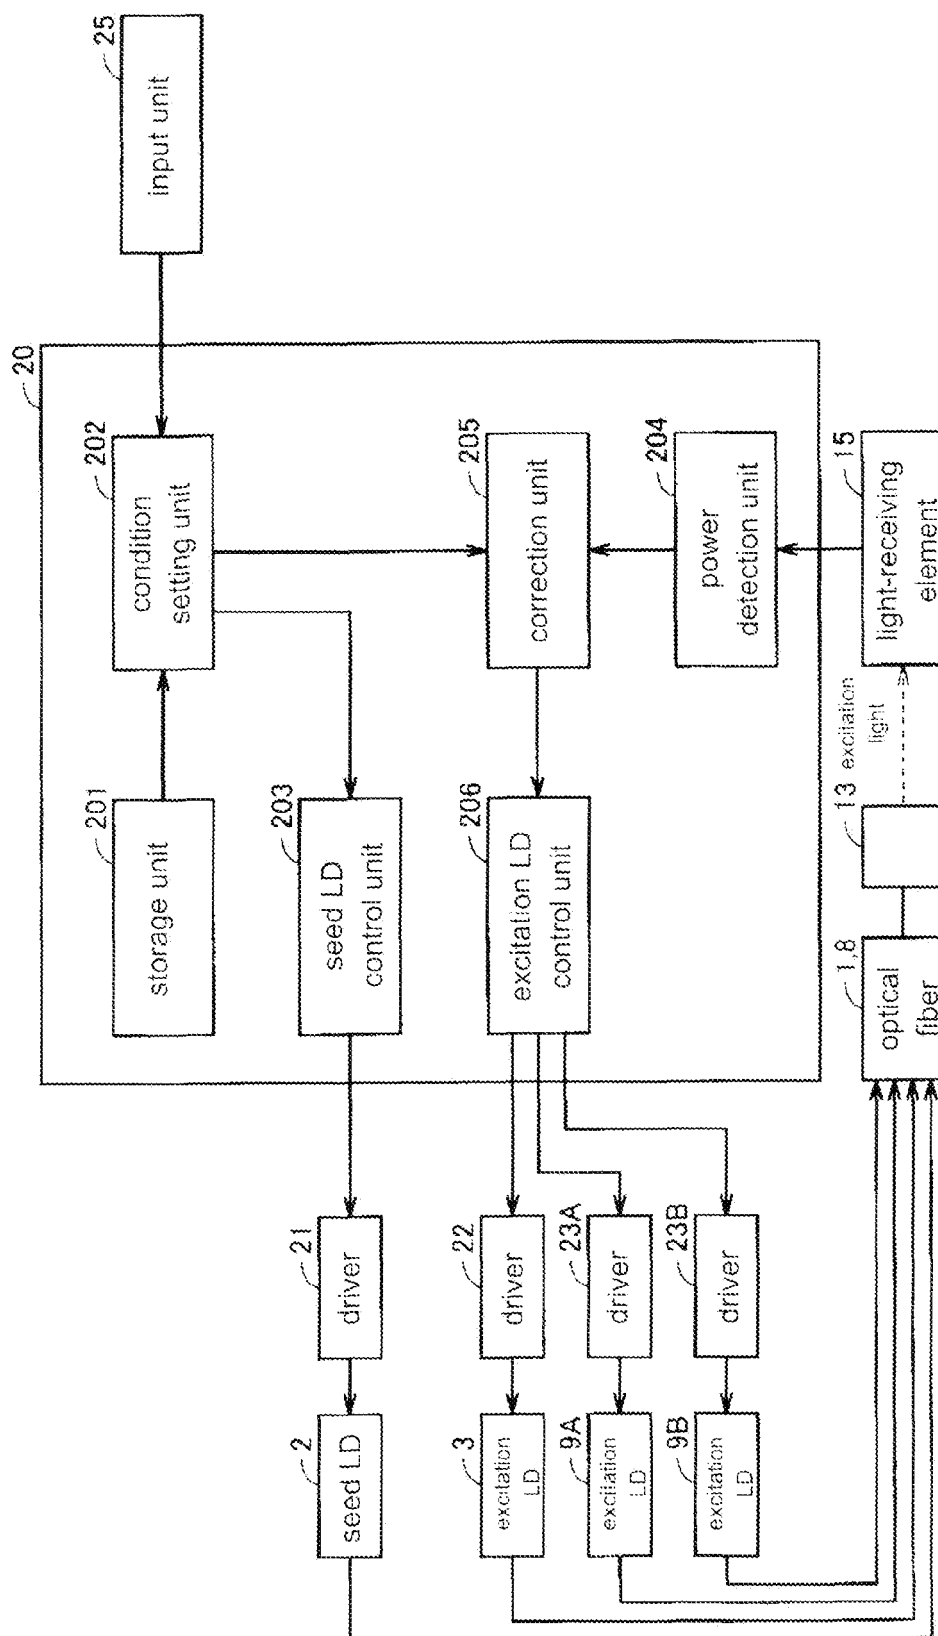 25
input unit
20
202
condition
setting unit
201
storage unit
203
seed LD
control unit
205
correction unit
206
excitation LD
control unit
204
power
detection unit
15
light-receiving
element
excitation
light
13
1,8
optical
fiber
21
driver
22
driver
23A
driver
23B
driver
2
seed LD
3
excitation
LD
9A
excitation
LD
9B
excitation
LD